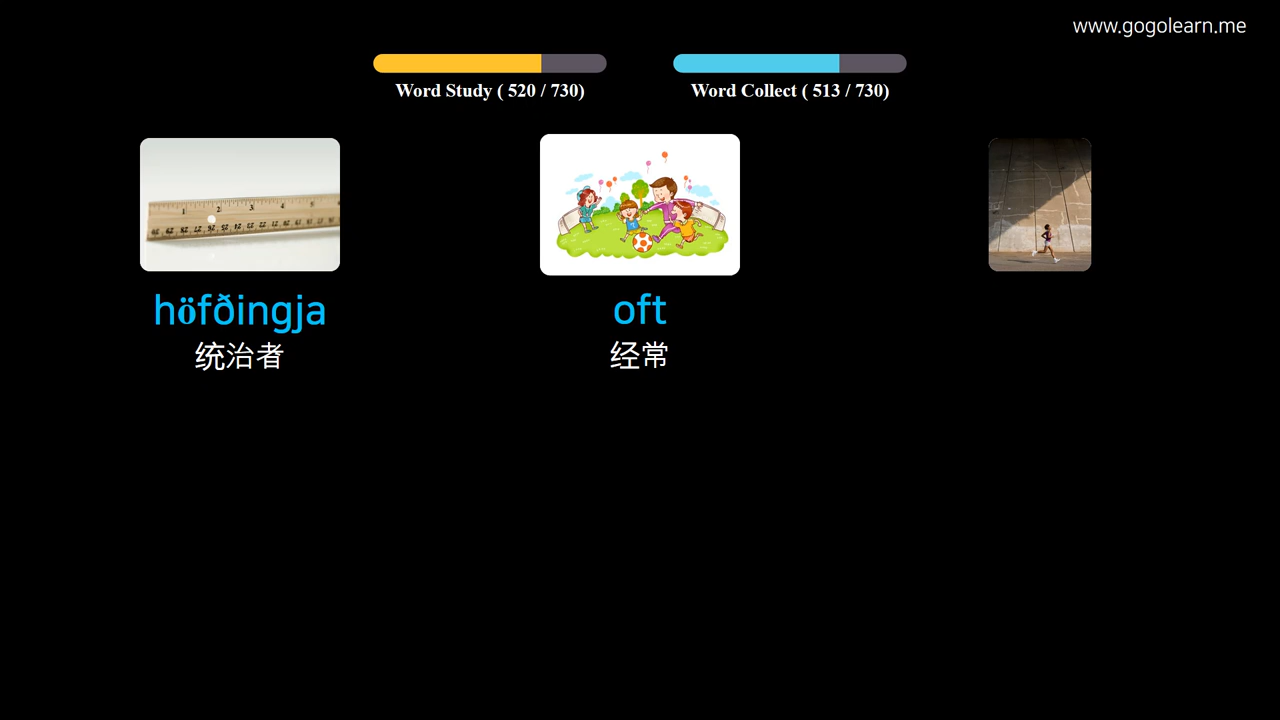 www.gogolearn.me
Word Study ( 520 / 730)
Word Collect ( 513 / 730)
höfðingja
统治者
oft
经常